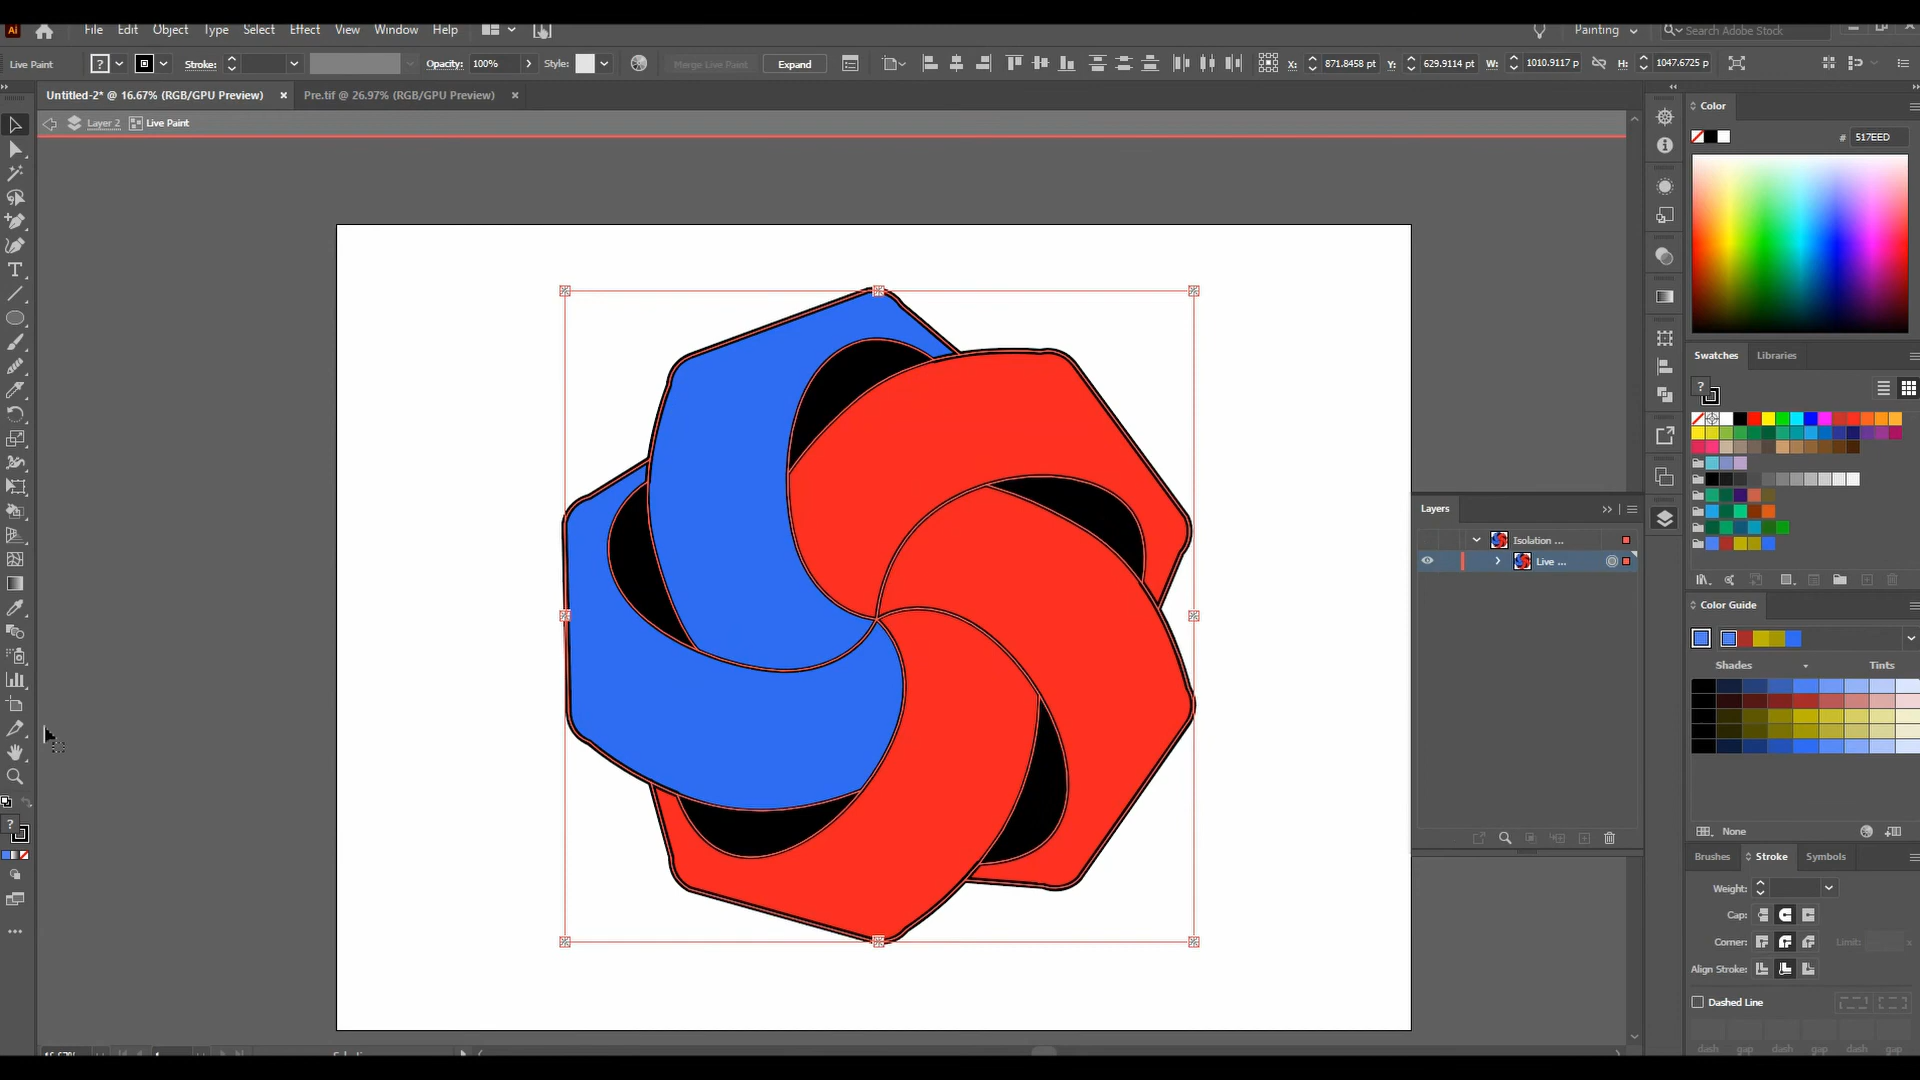 Ai File Edit Object Type Select Effect View Window Help Painting Search Adobe Stock
Live Paint ? Stroke: Opacity: 100% Style: Merge Live Paint Expand X: 871.8458 pt Y: 629.9114 pt W: 1010.9117 p H: 1047.6725 p
Untitled-2* @ 16.67% (RGB/GPU Preview) × Pre.tif @ 26.97% (RGB/GPU Preview) ×
Layer 2 Live Paint
Color
# 517EED
Swatches Libraries
?
Layers
Isolation ...
Live ...
Color Guide
Shades Tints
None
Brushes Stroke Symbols
Weight:
Cap:
Corner: Limit:
Align Stroke:
Dashed Line
dash gap dash gap dash gap
?